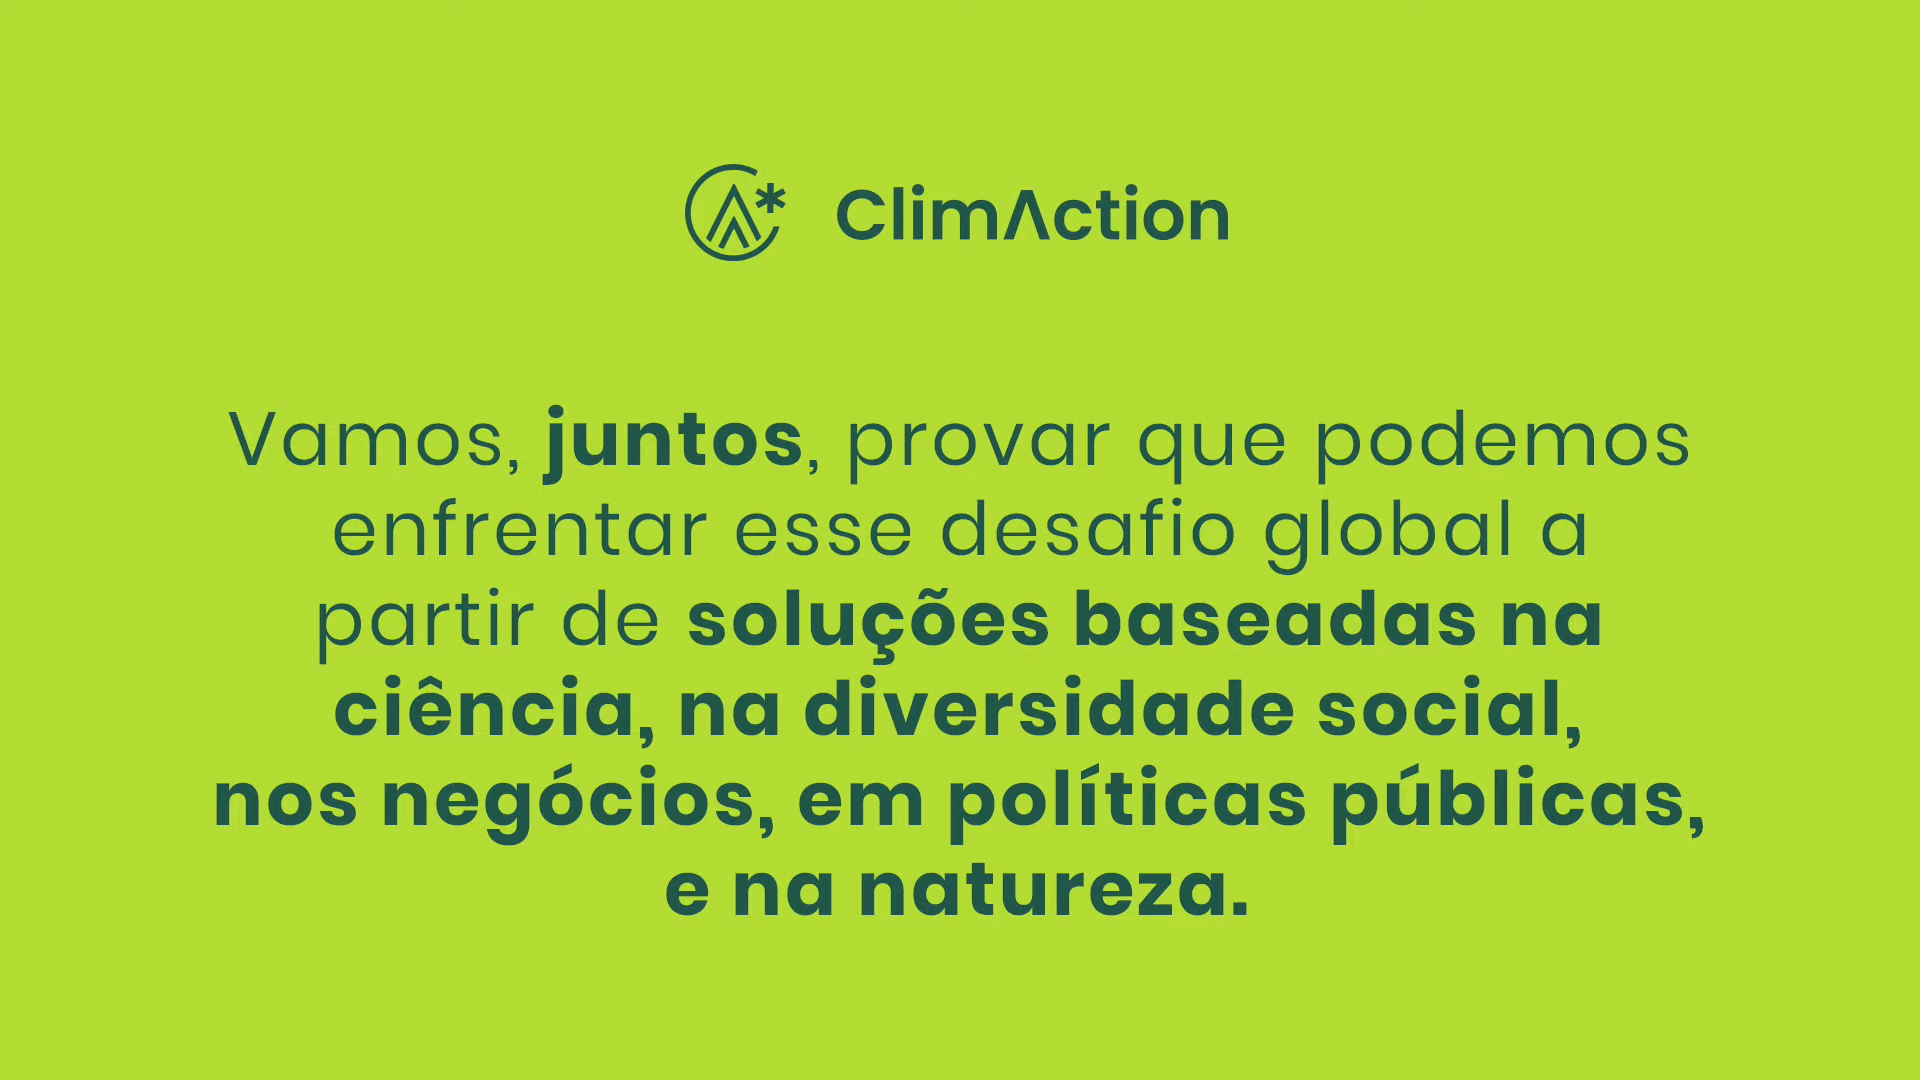 ClimΛction
Vamos, juntos, provar que podemos
enfrentar esse desafio global a
partir de soluções baseadas na
ciência, na diversidade social,
nos negócios, em políticas públicas,
e na natureza.